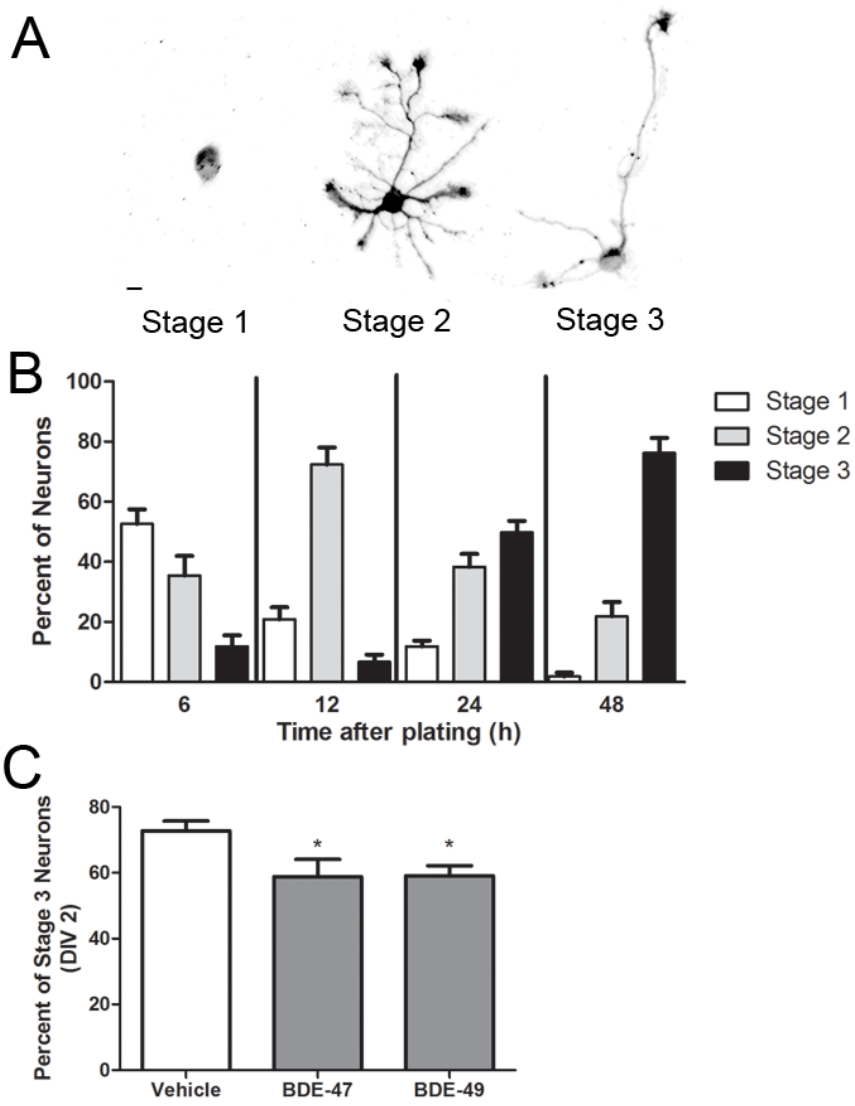 A
Stage 1
Stage 2
Stage 3
B
Percent of Neurons
100
80
60
40
20
0
6
12
24
48
Time after plating (h)
Stage 1
Stage 2
Stage 3
C
Percent of Stage 3 Neurons
(DIV 2)
80
60
40
20
0
*
*
Vehicle
BDE-47
BDE-49